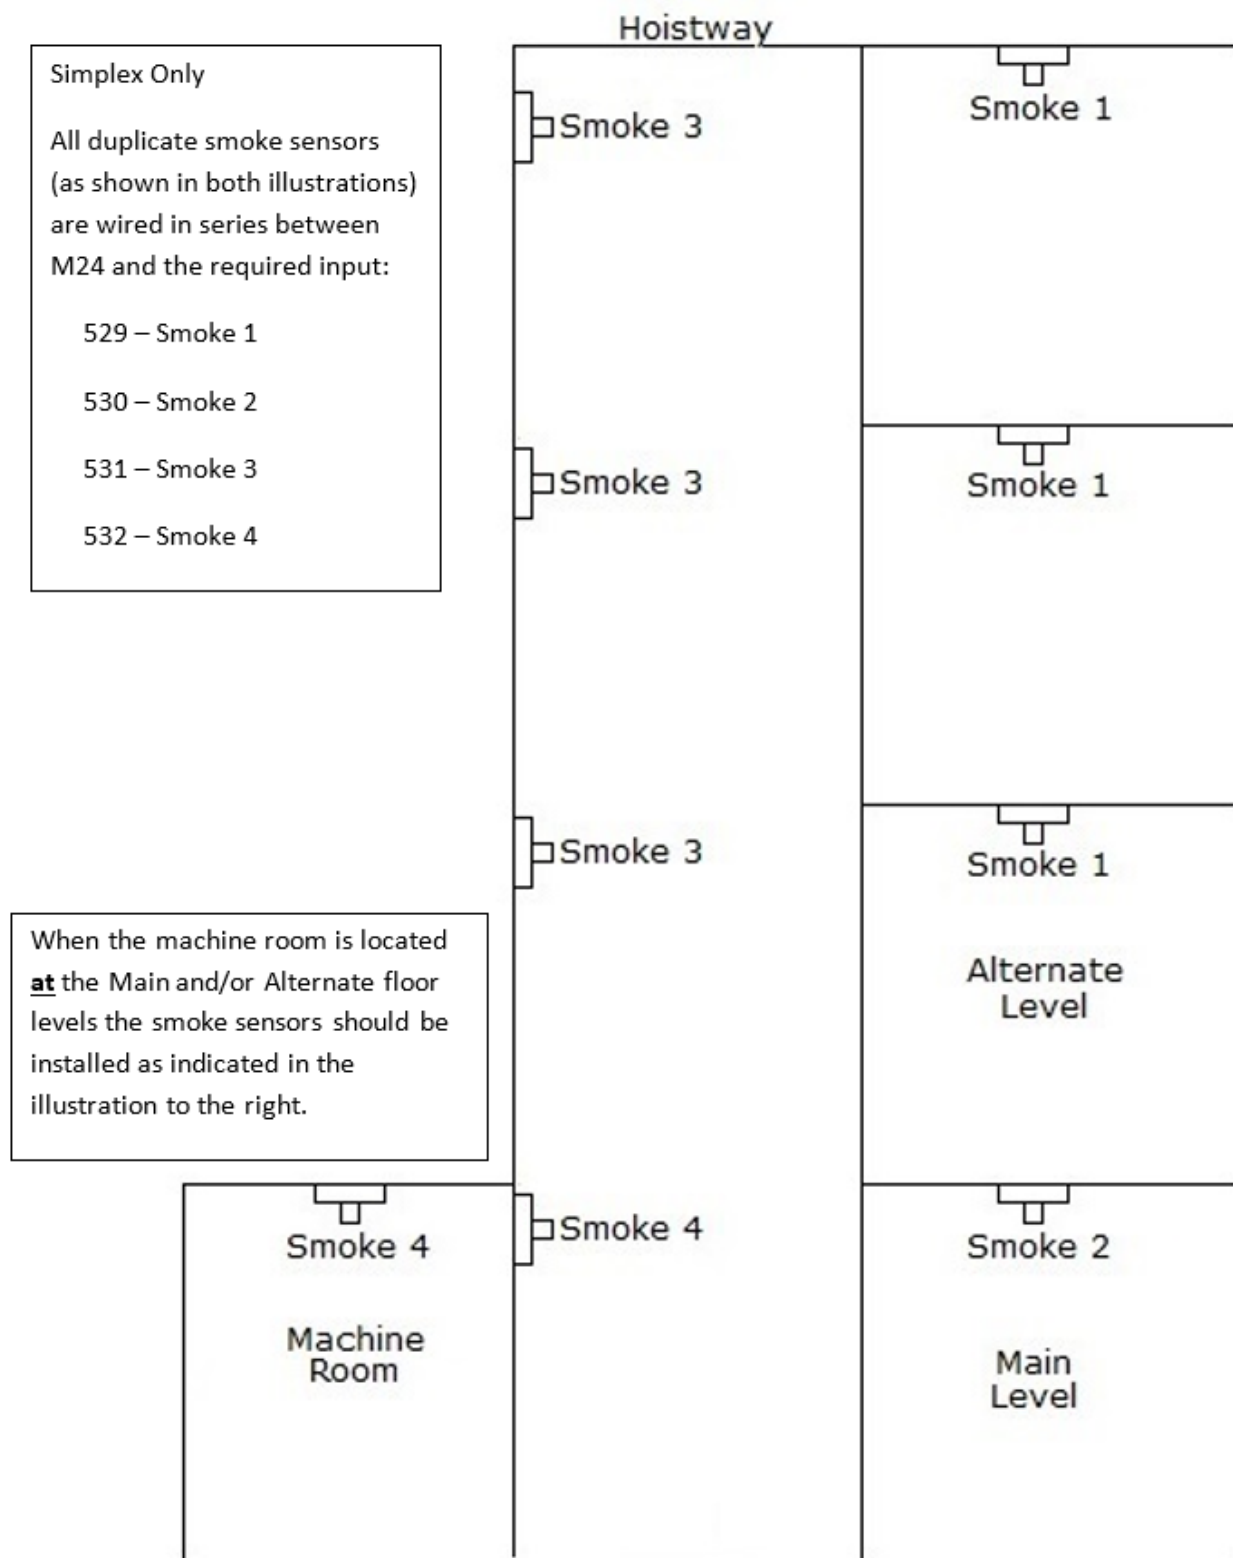 Hoistway
Simplex Only
All duplicate smoke sensors
(as shown in both illustrations)
are wired in series between
M24 and the required input:
529 – Smoke 1
530 – Smoke 2
531 – Smoke 3
532 – Smoke 4
Smoke 3
Smoke 1
Smoke 3
Smoke 1
Smoke 3
Smoke 1
Alternate
Level
When the machine room is located
at the Main and/or Alternate floor
levels the smoke sensors should be
installed as indicated in the
illustration to the right.
Smoke 4
Machine
Room
Smoke 4
Smoke 2
Main
Level